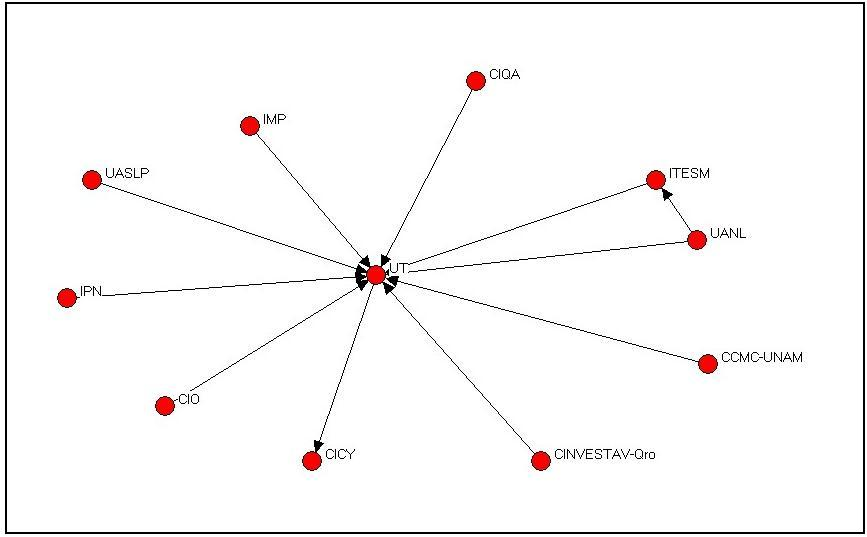 CIQA
IMP
UASLP
ITESM
UANL
UT
IPN
CCMC-UNAM
CIO
CICY
CINVESTAV-Qro